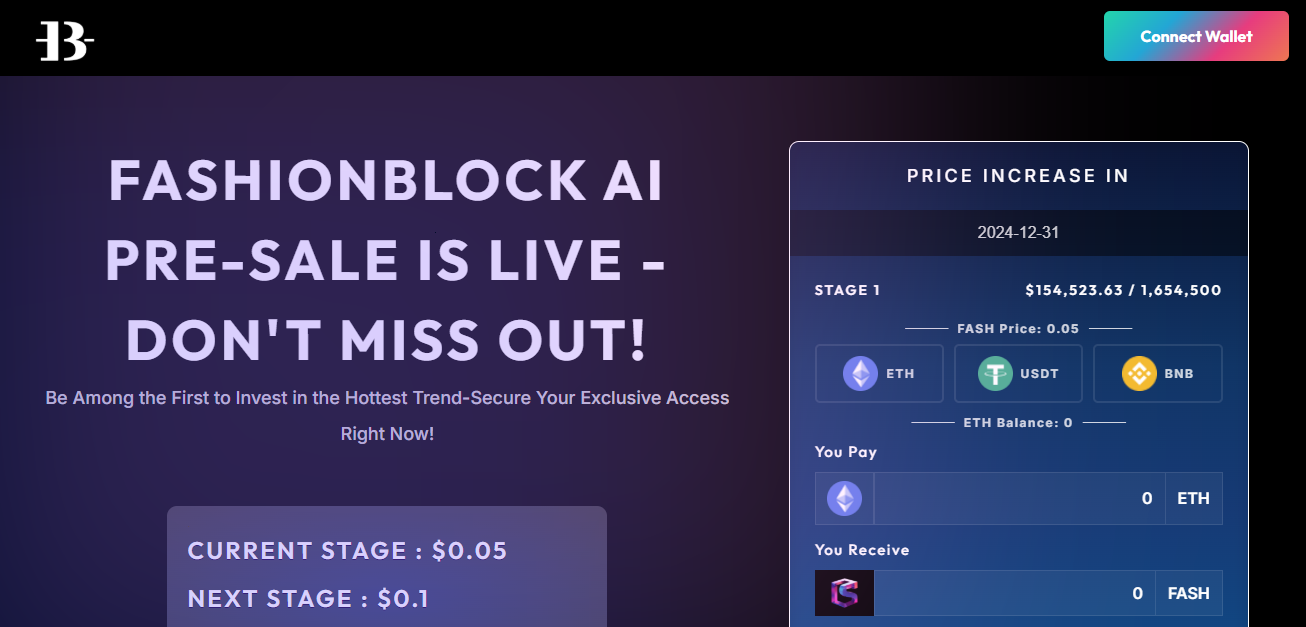 B
Connect Wallet
FASHIONBLOCK AI
PRE-SALE IS LIVE -
DON'T MISS OUT!
Be Among the First to Invest in the Hottest Trend-Secure Your Exclusive Access
Right Now!
CURRENT STAGE : $0.05
NEXT STAGE : $0.1
PRICE INCREASE IN
2024-12-31
STAGE 1 $154,523.63 / 1,654,500
FASH Price: 0.05
ETH USDT BNB
ETH Balance: 0
You Pay
0 ETH
You Receive
0 FASH